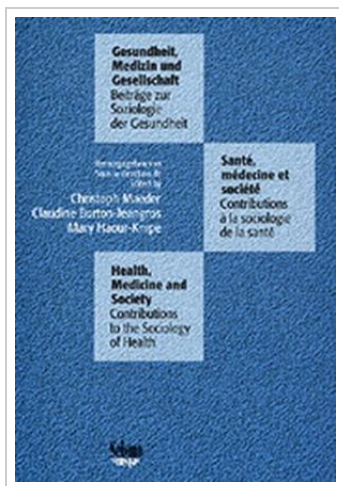 Gesundheit,
Medizin und
Gesellschaft
Beiträge zur
Soziologie
der Gesundheit
Herausgegeben von
Sous la direction de
Edited by
Christoph Maeder
Claudine Burton-Jeangros
Mary Haour-Knipe
Santé,
médecine et
société
Contributions
à la sociologie
de la santé
Health,
Medicine and
Society
Contributions
to the Sociology
of Health